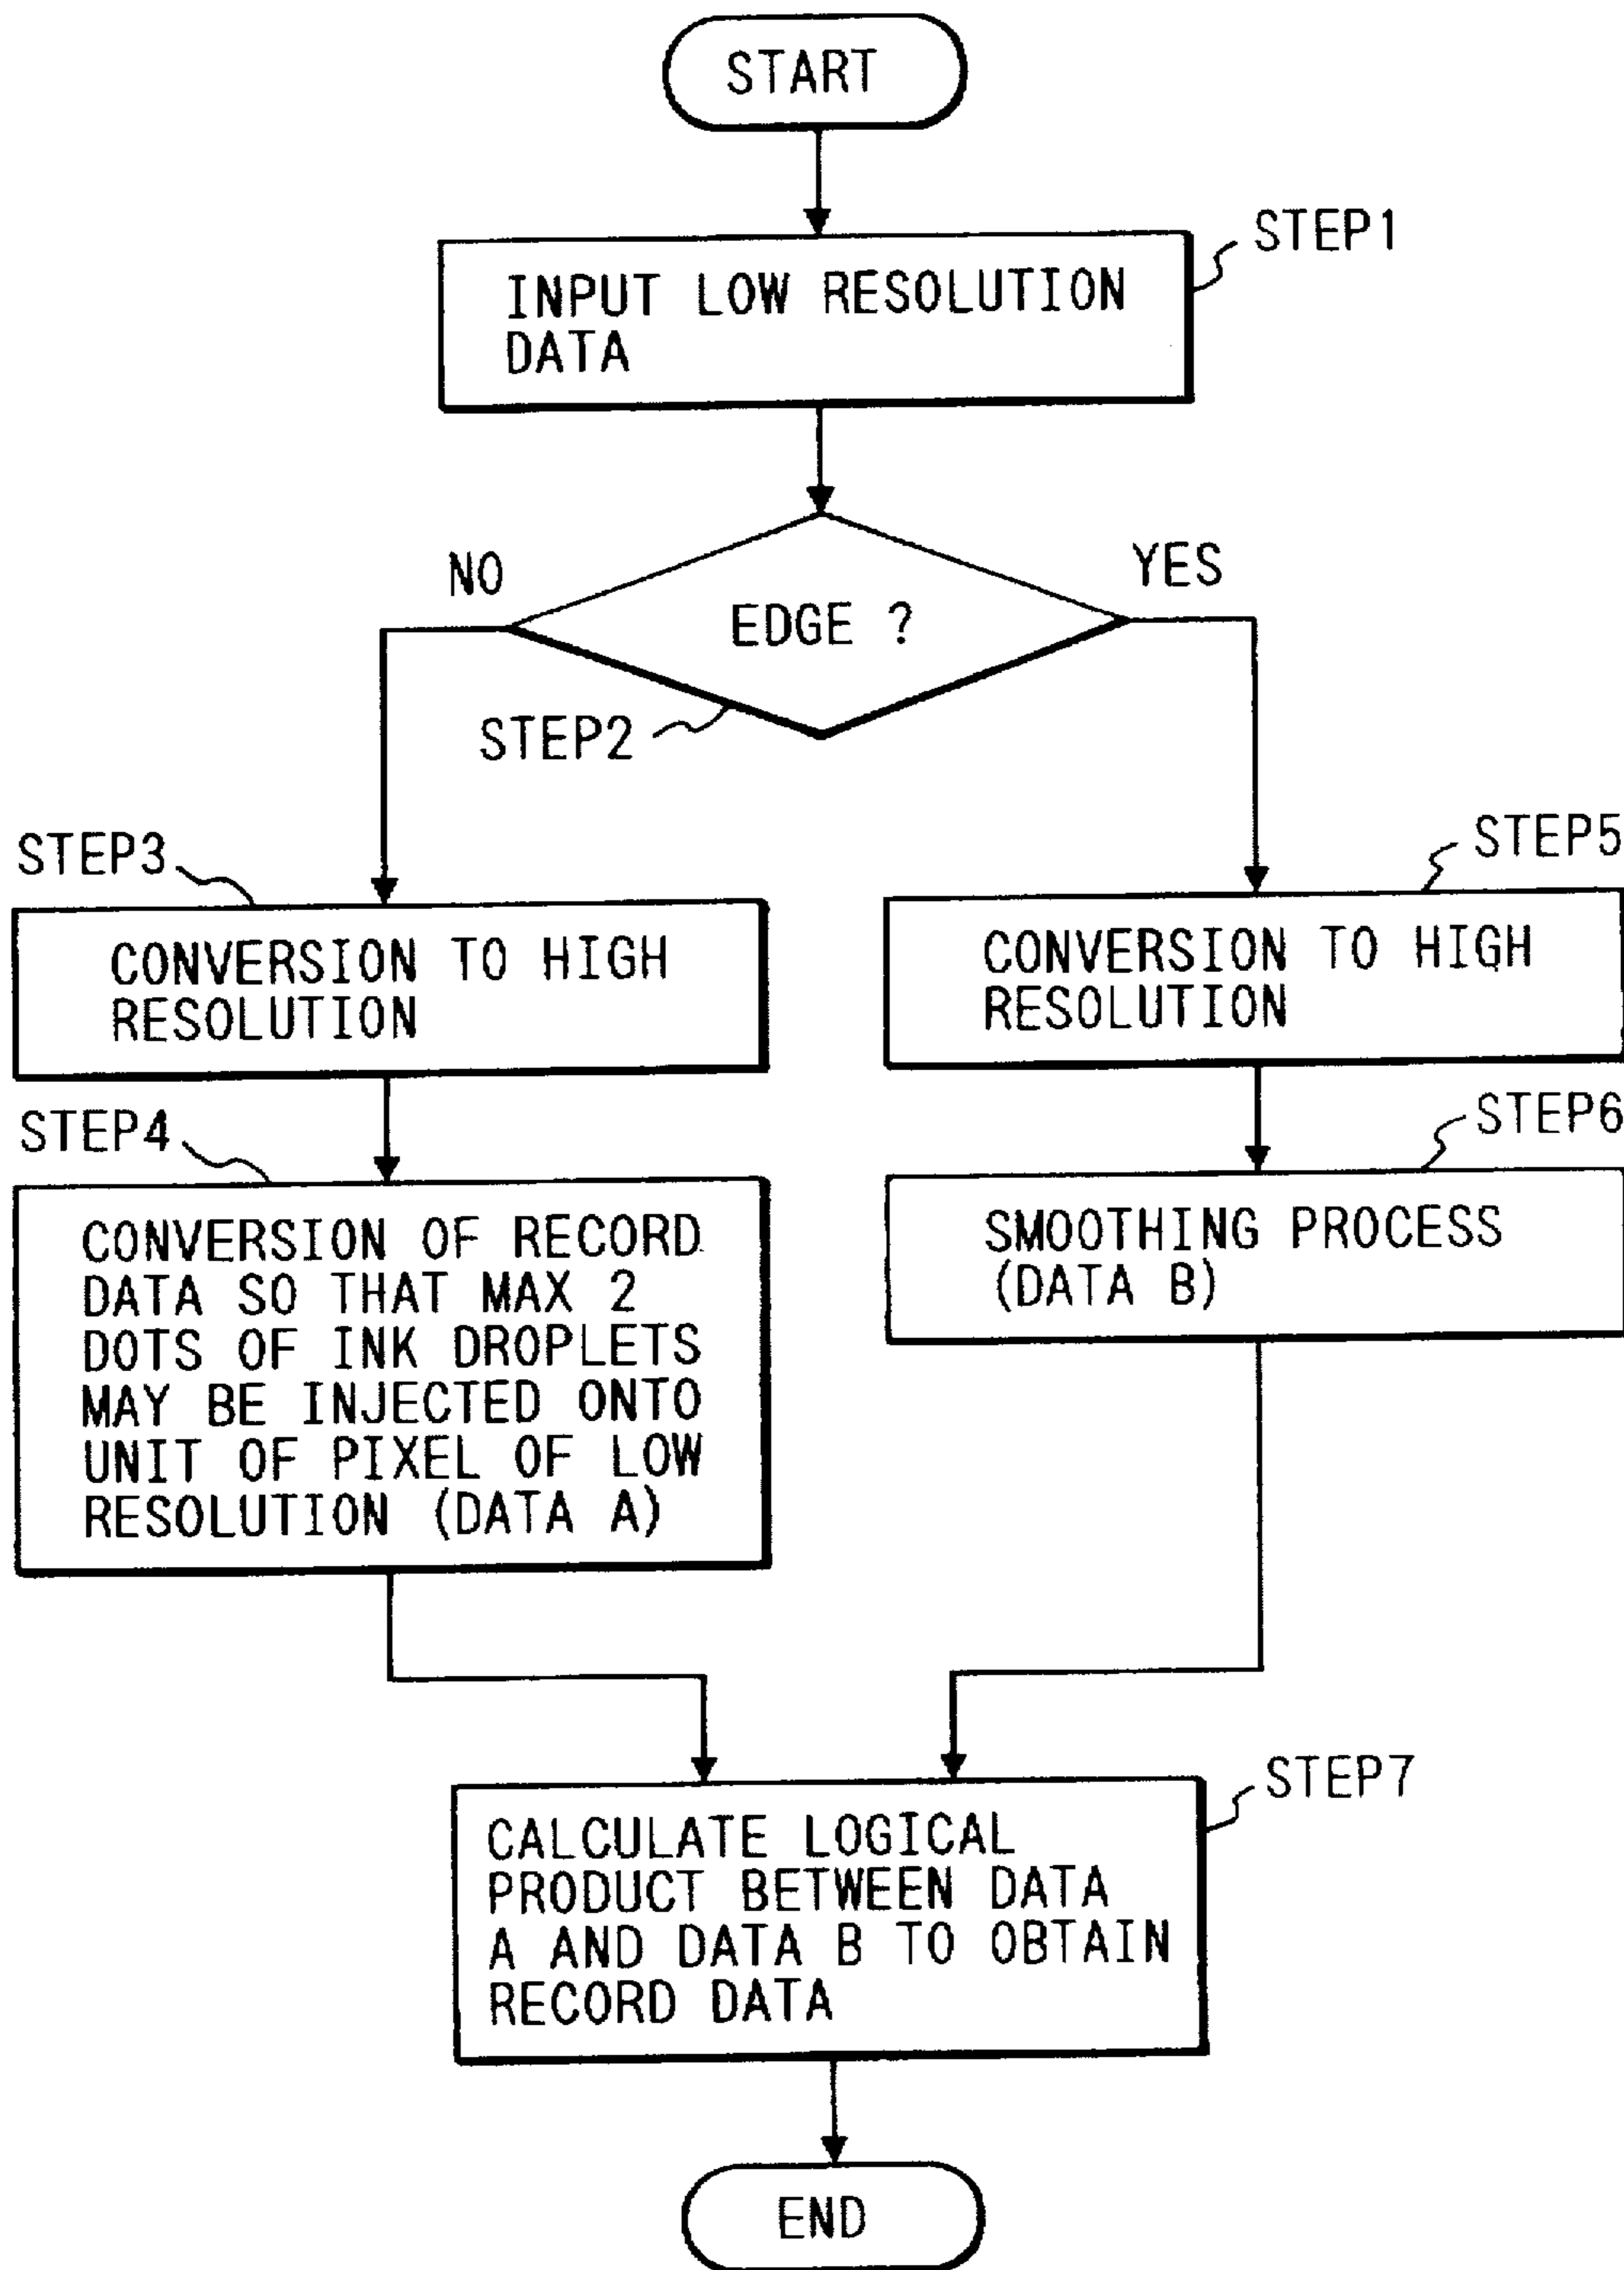 START
STEP1
INPUT LOW RESOLUTION
DATA
NO
YES
EDGE ?
STEP2
STEP3
CONVERSION TO HIGH
RESOLUTION
STEP5
CONVERSION TO HIGH
RESOLUTION
STEP4
CONVERSION OF RECORD
DATA SO THAT MAX 2
DOTS OF INK DROPLETS
MAY BE INJECTED ONTO
UNIT OF PIXEL OF LOW
RESOLUTION (DATA A)
STEP6
SMOOTHING PROCESS
(DATA B)
STEP7
CALCULATE LOGICAL
PRODUCT BETWEEN DATA
A AND DATA B TO OBTAIN
RECORD DATA
END